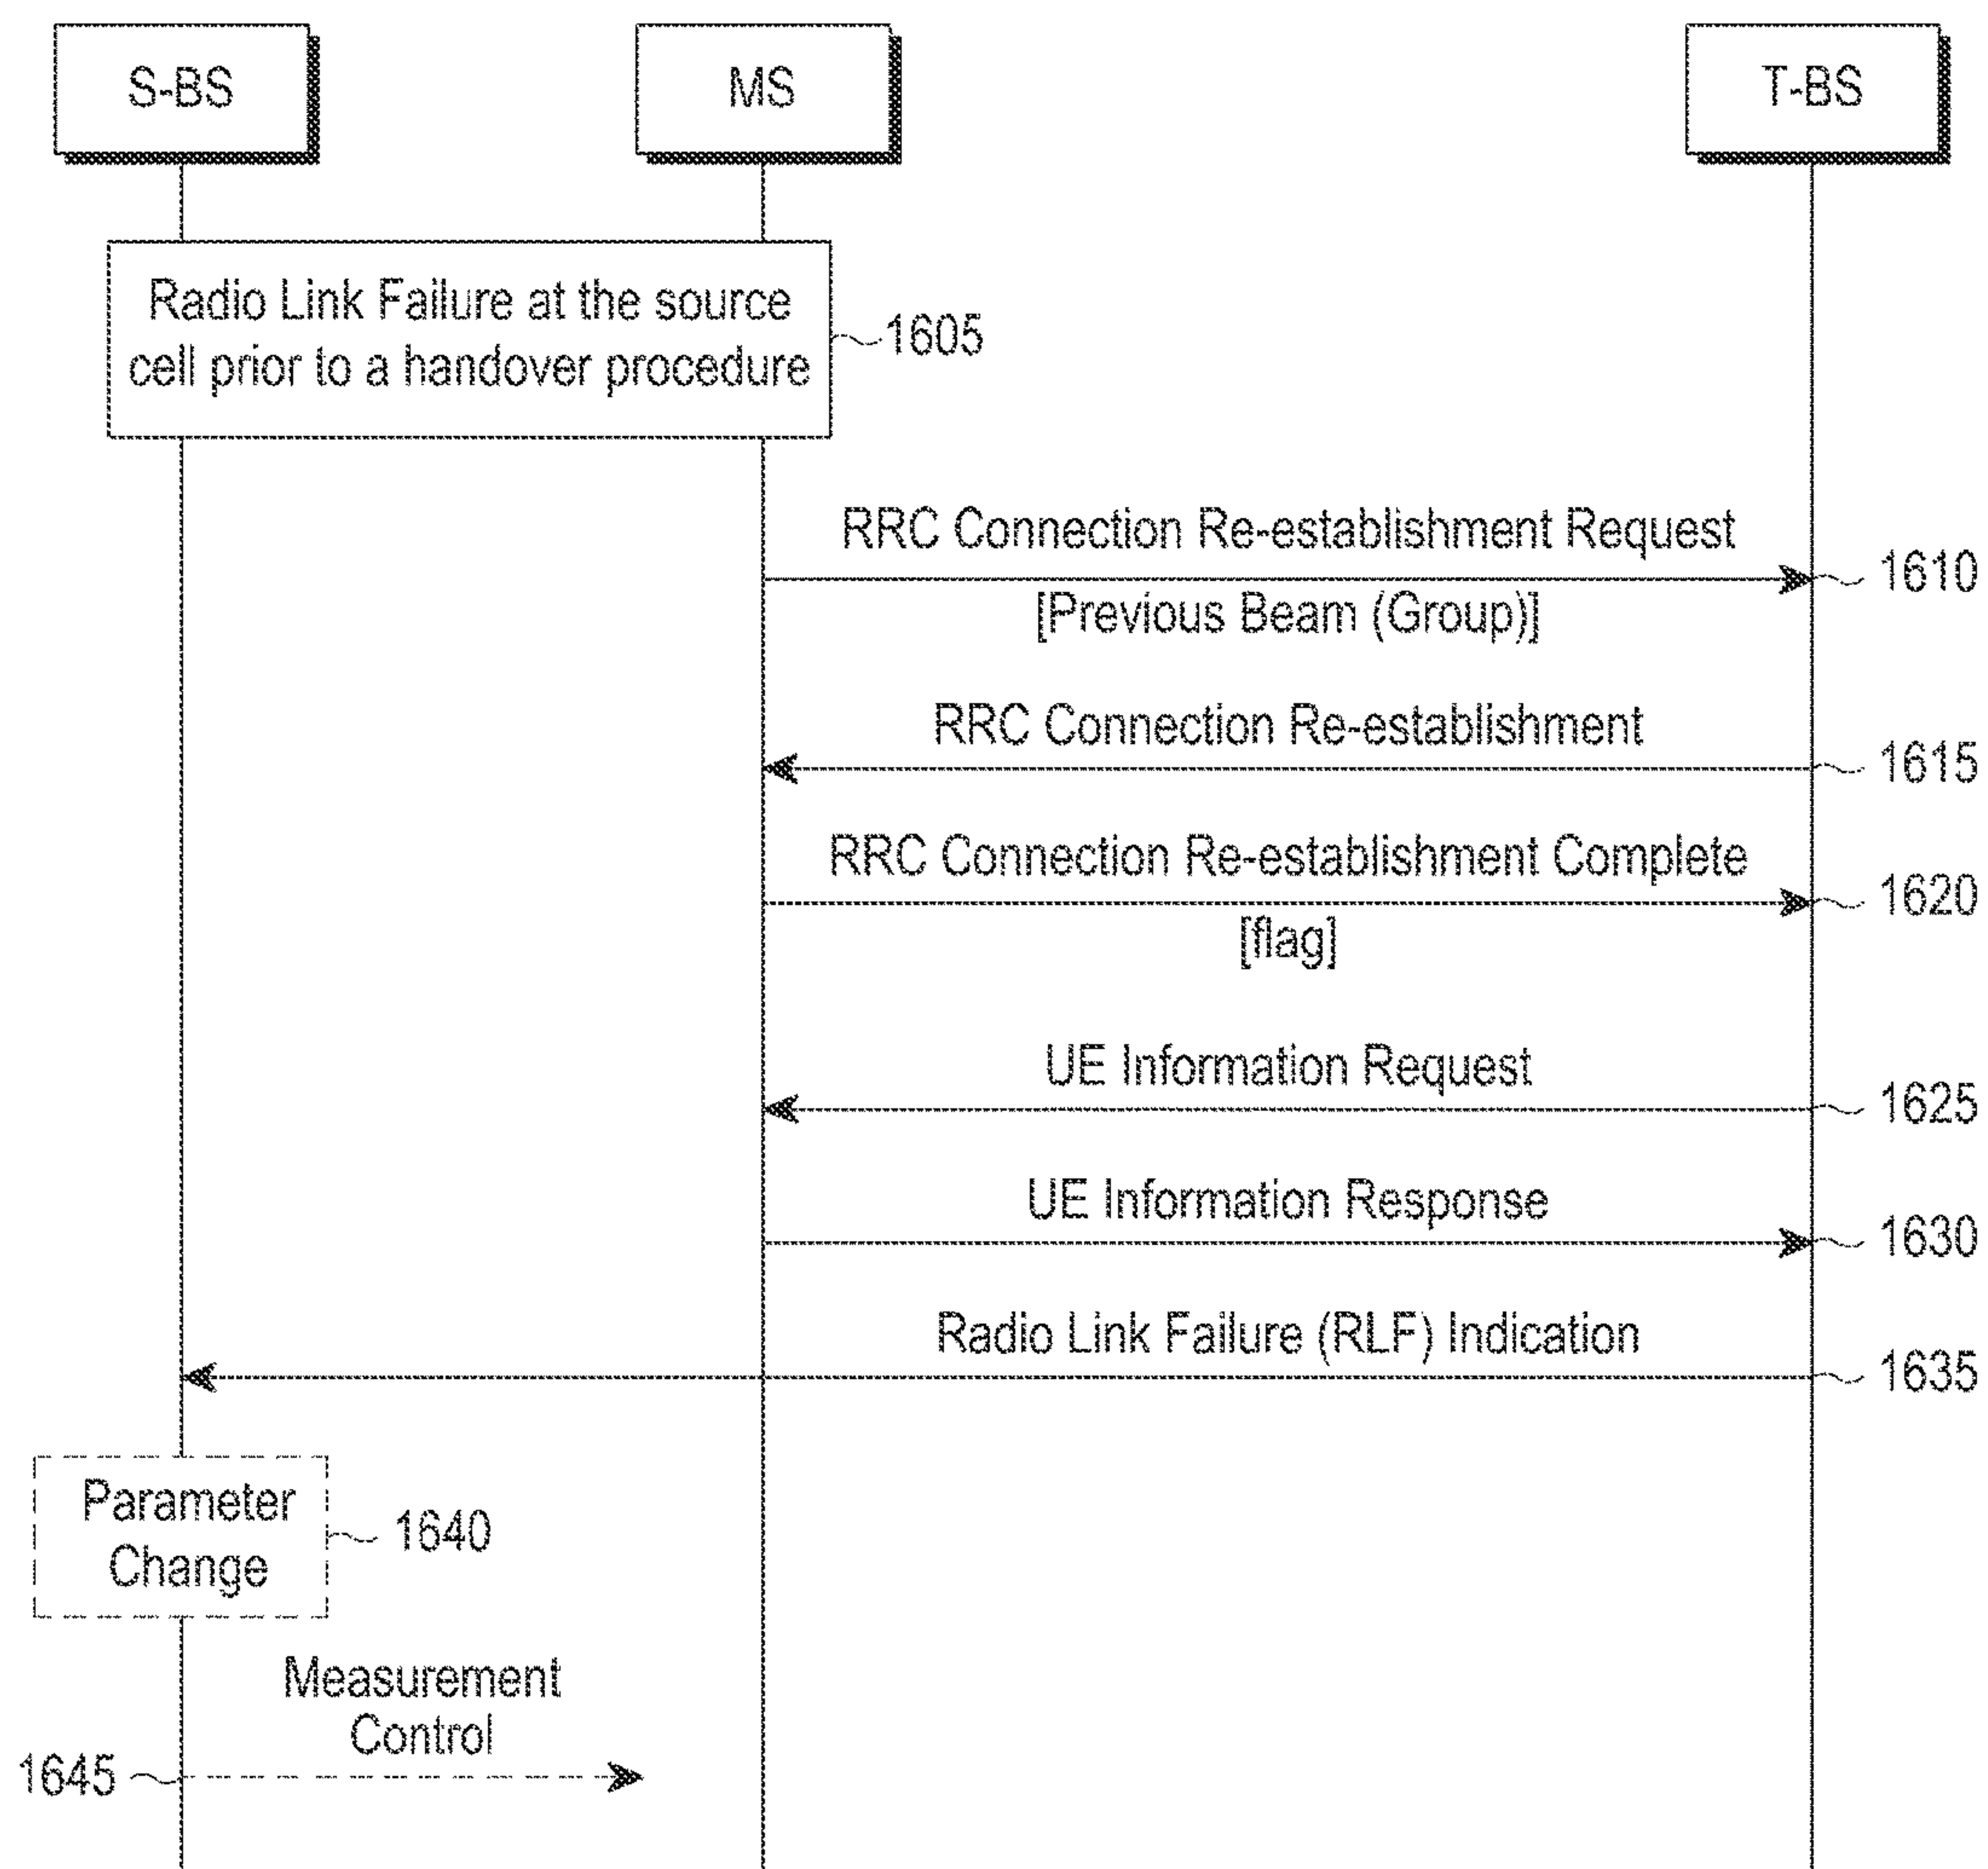 S-BS
MS
T-BS
Radio Link Failure at the source
cell prior to a handover procedure
1605
RRC Connection Re-establishment Request
1610
[Previous Beam (Group)]
RRC Connection Re-establishment
1615
RRC Connection Re-establishment Complete
1620
[flag]
UE Information Request
1625
UE Information Response
1630
Radio Link Failure (RLF) Indication
1635
Parameter
Change
1640
Measurement
Control
1645